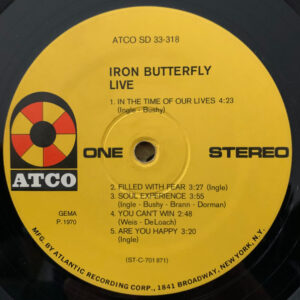 ATCO SD 33-318
IRON BUTTERFLY
LIVE
1. IN THE TIME OF OUR LIVES 4:23
(Ingle - Bushy)
ATCO
ONE
STEREO
GEMA
P.1970
2. FILLED WITH FEAR 3:27 (Ingle)
3. SOUL EXPERIENCE 3:55
(Ingle - Bushy - Brann - Dorman)
4. YOU CAN'T WIN 2:48
(Weis - DeLoach)
5. ARE YOU HAPPY 3:20
(Ingle)
(ST-C-701871)
MFG. BY ATLANTIC RECORDING CORP., 1841 BROADWAY, NEW YORK, N.Y.